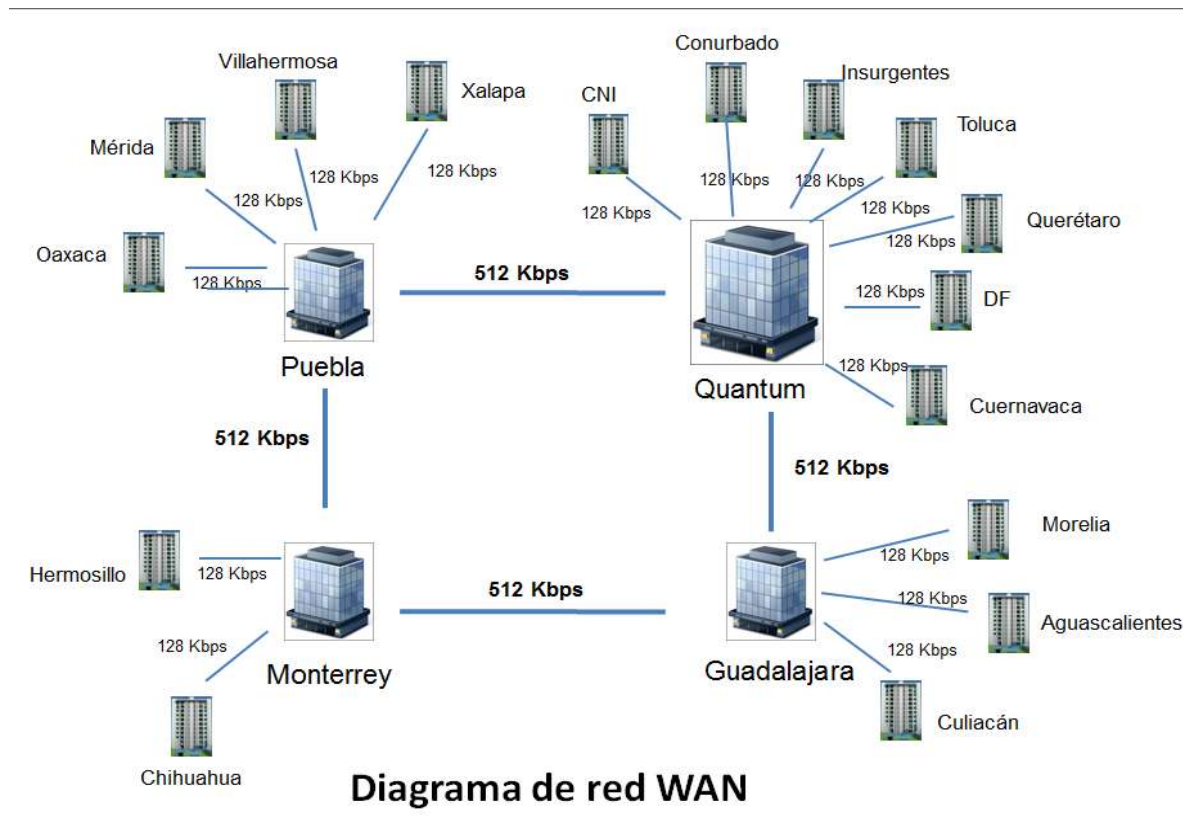 Villahermosa
Xalapa
Mérida
Oaxaca
128 Kbps
128 Kbps
128 Kbps
128 Kbps
Puebla
512 Kbps
CNI
Conurbado
Insurgentes
Toluca
Querétaro
DF
Cuernavaca
128 Kbps
128 Kbps
128 Kbps
128 Kbps
128 Kbps
128 Kbps
128 Kbps
Quantum
512 Kbps
512 Kbps
Hermosillo
128 Kbps
128 Kbps
Chihuahua
Monterrey
512 Kbps
Morelia
128 Kbps
128 Kbps
Aguascalientes
128 Kbps
Guadalajara
Culiacán
Diagrama de red WAN